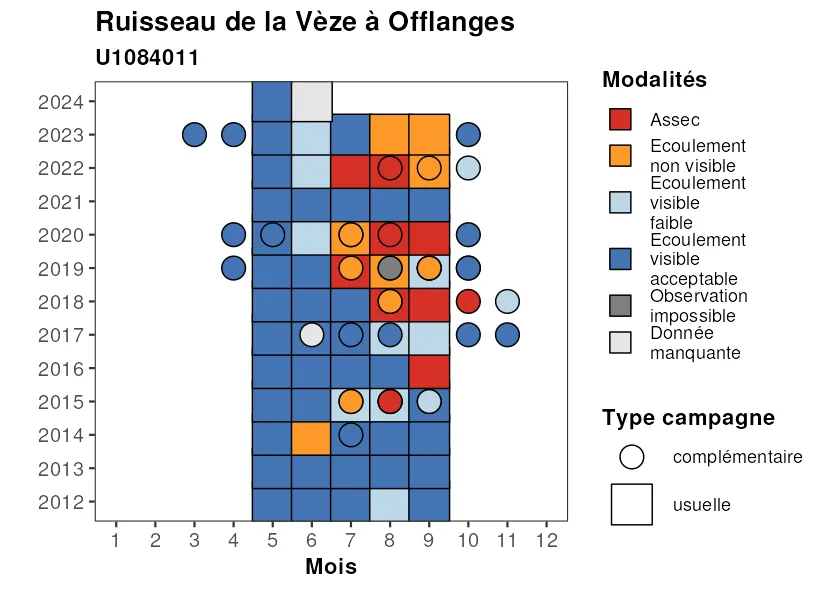 Ruisseau de la Vèze à Offlanges
U1084011
2024
2023
2022
2021
2020
2019
2018
2017
2016
2015
2014
2013
2012
1 2 3 4 5 6 7 8 9 10 11 12
Mois
Modalités
Assec
Ecoulement
non visible
Ecoulement
visible
faible
Ecoulement
visible
acceptable
Observation
impossible
Donnée
manquante
Type campagne
complémentaire
usuelle